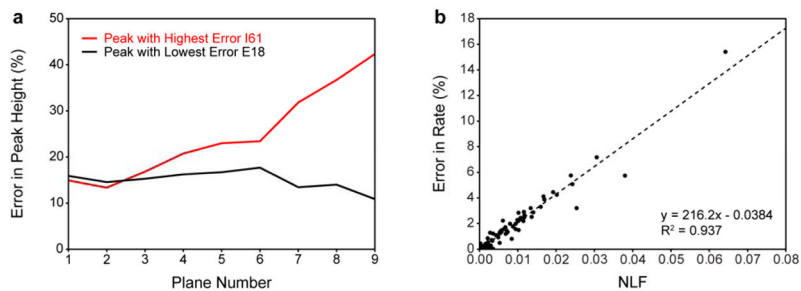 a
Peak with Highest Error I61
Peak with Lowest Error E18
Error in Peak Height (%)
50
40
30
20
10
0
1 2 3 4 5 6 7 8 9
Plane Number
b
Error in Rate (%)
18
16
14
12
10
8
6
4
2
0
y = 216.2x - 0.0384
R² = 0.937
0.00 0.01 0.02 0.03 0.04 0.05 0.06 0.07 0.08
NLF